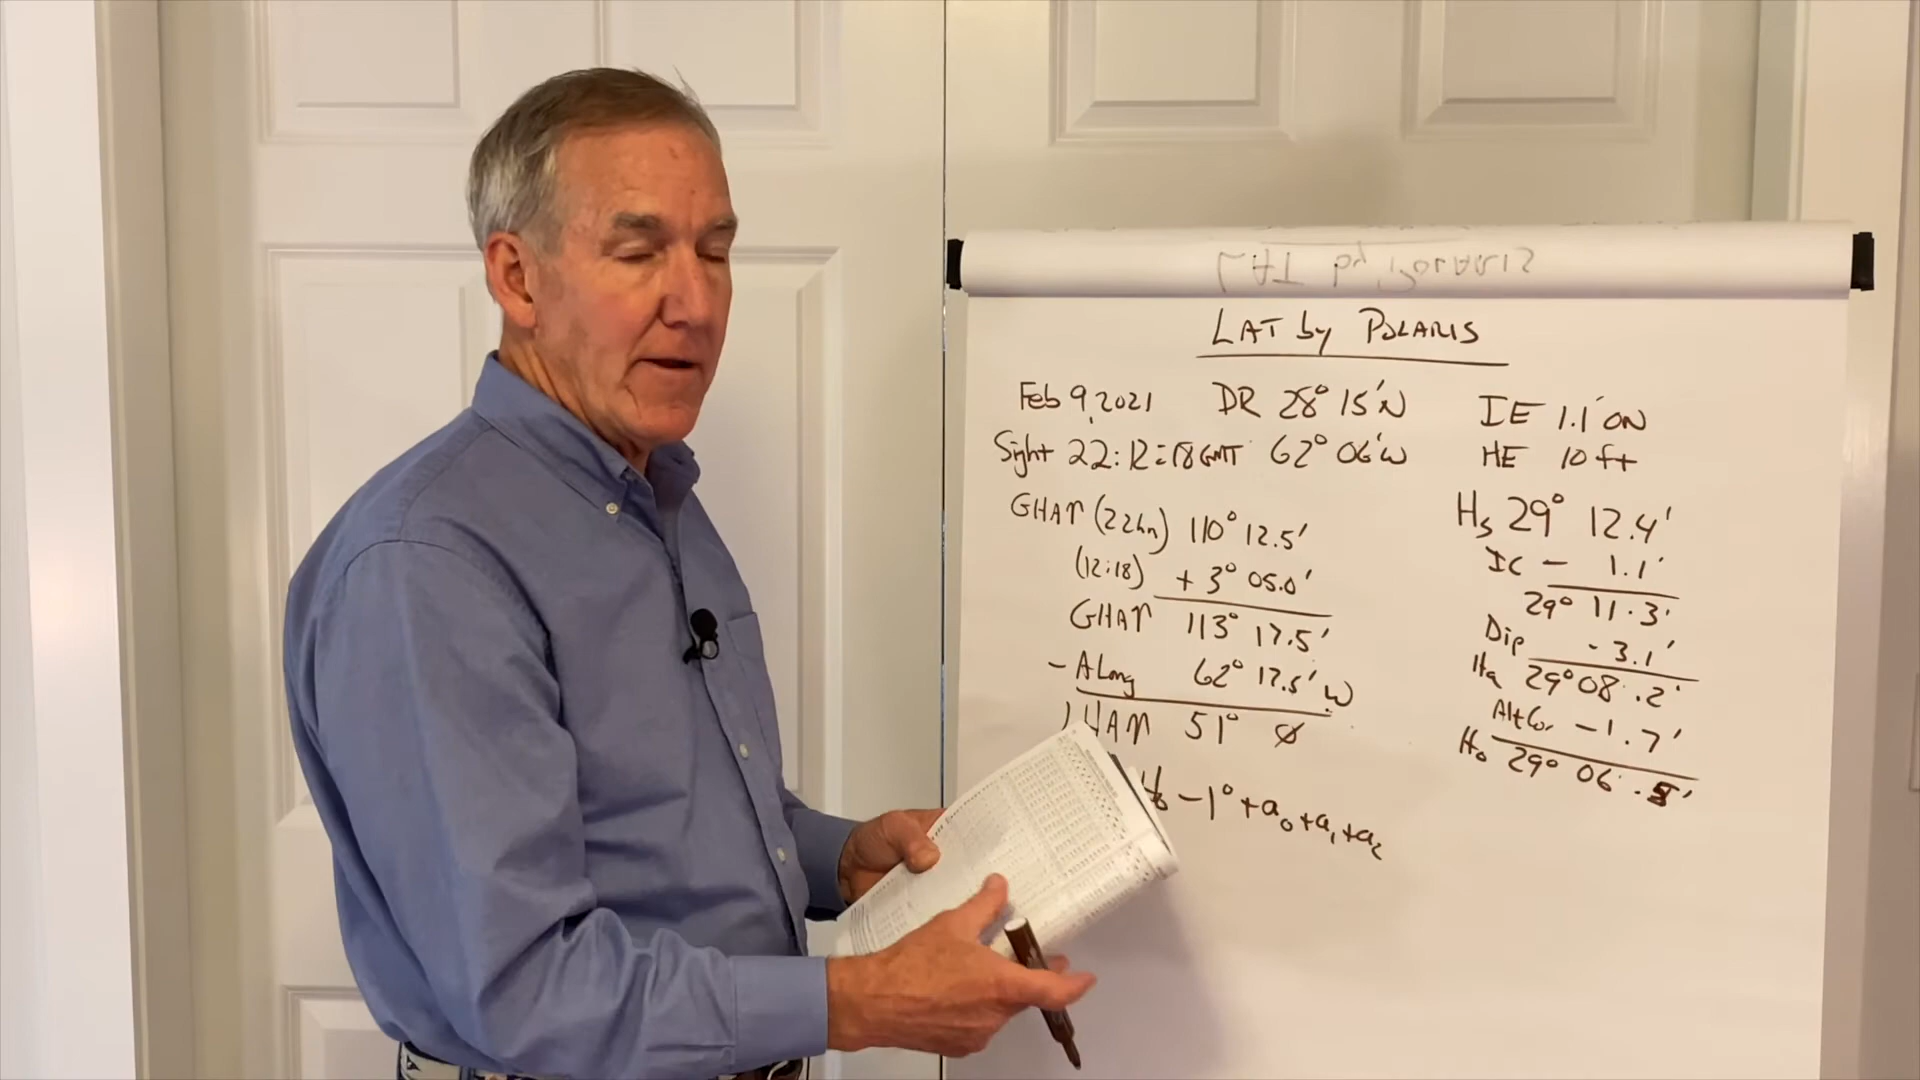 LAT by POLARIS
Feb 9, 2021 DR 28° 15'N
Sight 22:12:18 GMT 62° 06'W
GHA♈ (22hr) 110° 12.5'
(12:18) + 3° 05.0'
GHA♈ 113° 17.5'
- ALong 62° 17.5' W
LHA♈ 51° Ø
Ho -1° + a₀ + a₁ + a₂
IE 1.1' ON
HE 10 ft
Hs 29° 12.4'
IC - 1.1'
29° 11.3'
Dip - 3.1'
Ha 29° 08.2'
Alt Cor - 1.7'
Ho 29° 06.5'